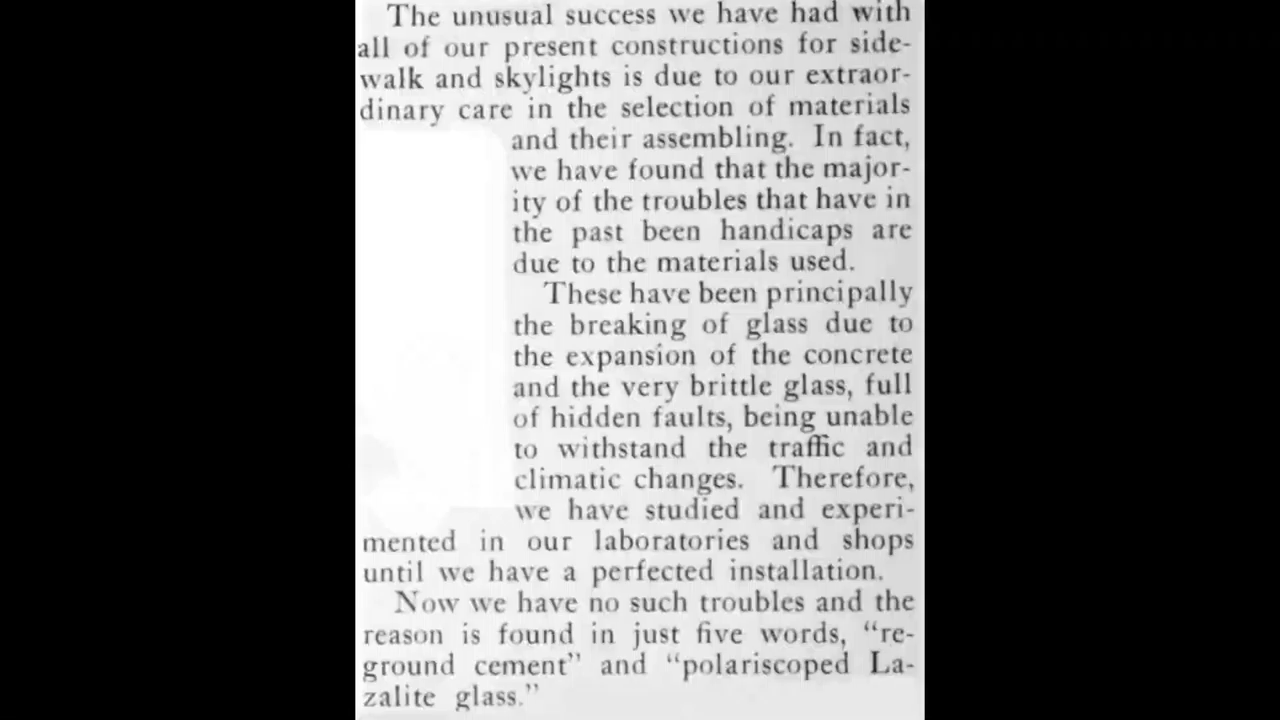 The unusual success we have had with
all of our present constructions for side-
walk and skylights is due to our extraor-
dinary care in the selection of materials
and their assembling. In fact,
we have found that the major-
ity of the troubles that have in
the past been handicaps are
due to the materials used.
These have been principally
the breaking of glass due to
the expansion of the concrete
and the very brittle glass, full
of hidden faults, being unable
to withstand the traffic and
climatic changes. Therefore,
we have studied and experi-
mented in our laboratories and shops
until we have a perfected installation.
Now we have no such troubles and the
reason is found in just five words, “re-
ground cement” and “polariscoped La-
zalite glass.”